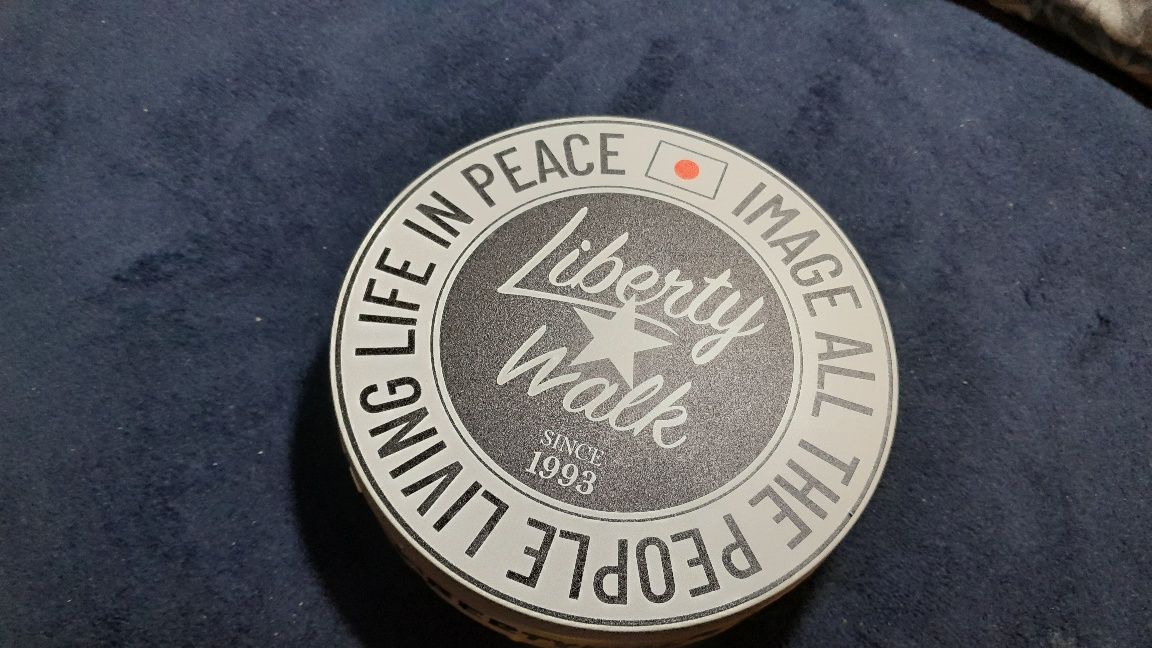 IMAGE ALL THE PEOPLE LIVING LIFE IN PEACE
Liberty
Walk
SINCE
1993